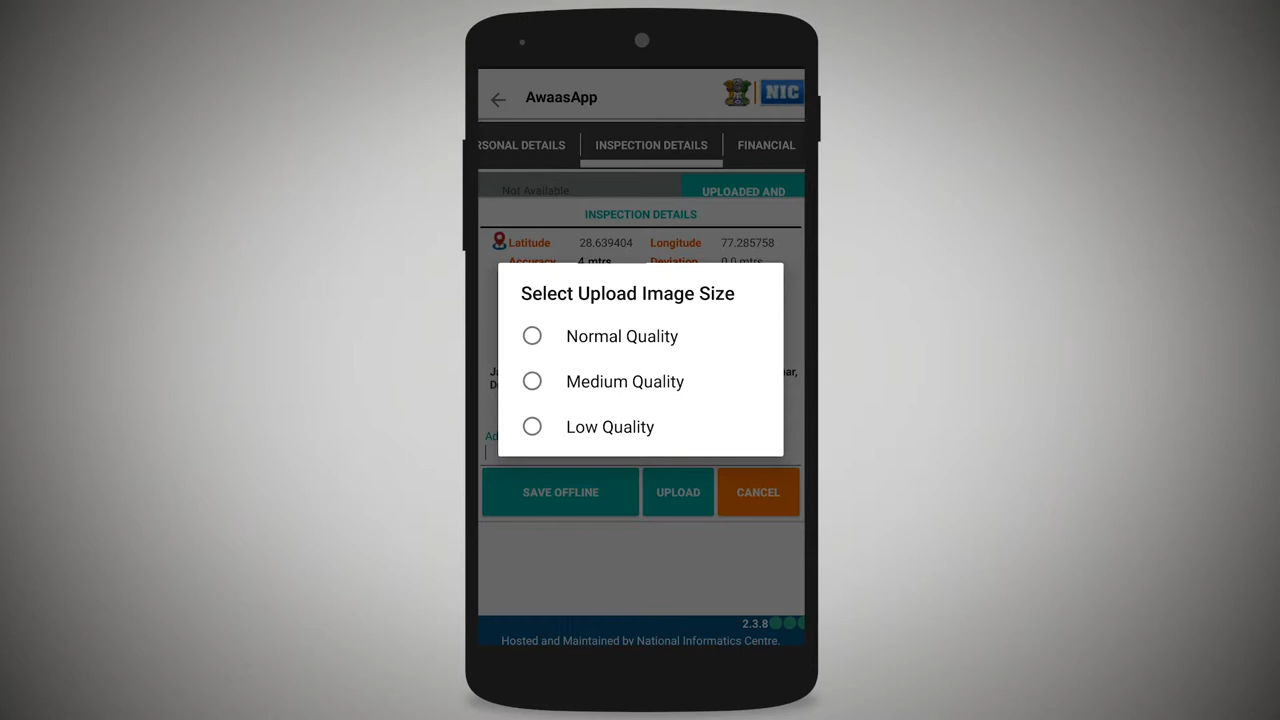 AwaasApp NIC
RSONAL DETAILS INSPECTION DETAILS FINANCIAL
Not Available UPLOADED AND
INSPECTION DETAILS
Latitude 28.639404 Longitude 77.285758
Accuracy 4 mtrs Deviation 0.0 mtrs
Select Upload Image Size
Normal Quality
Medium Quality
Low Quality
SAVE OFFLINE UPLOAD CANCEL
2.3.8
Hosted and Maintained by National Informatics Centre.